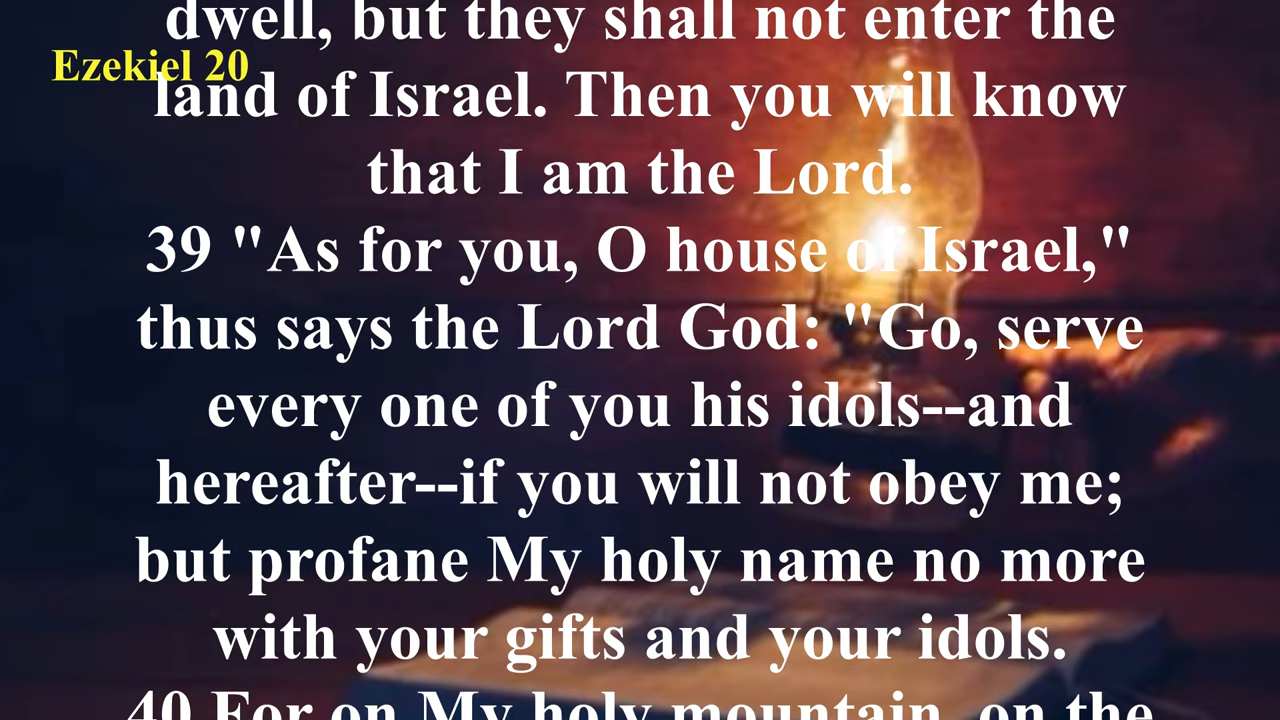 dwell, but they shall not enter the
Ezekiel 20
land of Israel. Then you will know
that I am the Lord.
39 "As for you, O house of Israel,"
thus says the Lord God: "Go, serve
every one of you his idols--and
hereafter--if you will not obey me;
but profane My holy name no more
with your gifts and your idols.
40 For on My holy mountain, on the